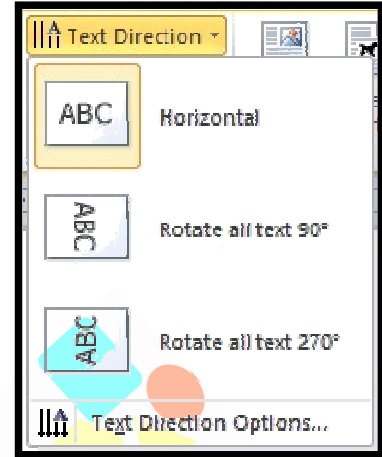 Text Direction
ABC Horizontal
ABC Rotate all text 90°
ABC Rotate all text 270°
Text Direction Options...